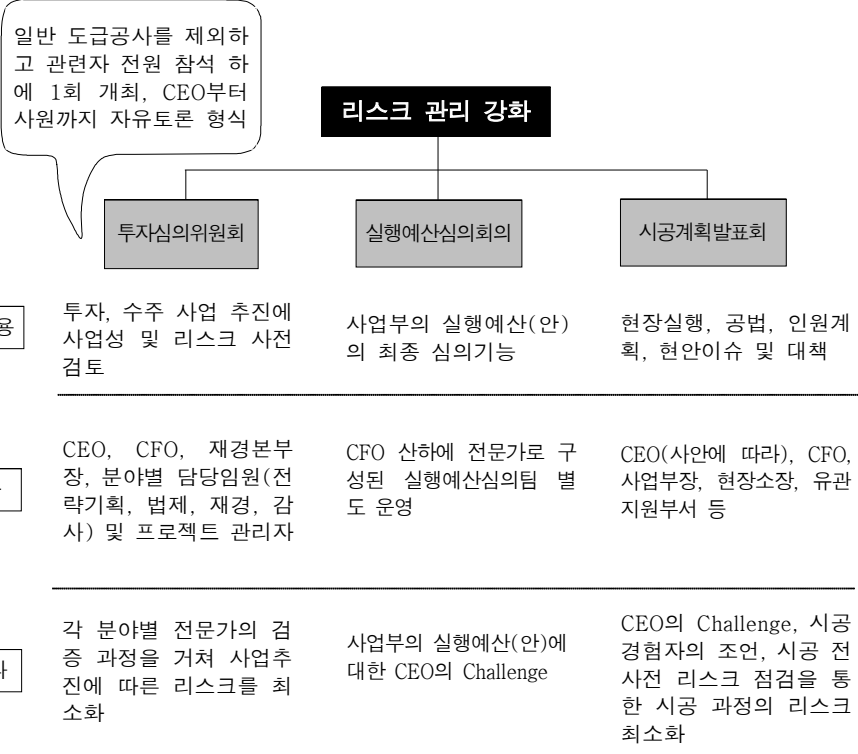 일반 도급공사를 제외하
고 관련자 전원 참석 하
에 1회 개최, CEO부터
사원까지 자유토론 형식
리스크 관리 강화
투자심의위원회
실행예산심의회의
시공계획발표회
용
투자, 수주 사업 추진에
사업성 및 리스크 사전
검토
사업부의 실행예산(안)
의 최종 심의기능
현장실행, 공법, 인원계
획, 현안이슈 및 대책
CEO, CFO, 재경본부
장, 분야별 담당임원(전
략기획, 법제, 재경, 감
사) 및 프로젝트 관리자
CFO 산하에 전문가로 구
성된 실행예산심의팀 별
도 운영
CEO(사안에 따라), CFO,
사업부장, 현장소장, 유관
지원부서 등
각 분야별 전문가의 검
증 과정을 거쳐 사업추
진에 따른 리스크를 최
소화
사업부의 실행예산(안)에
대한 CEO의 Challenge
CEO의 Challenge, 시공
경험자의 조언, 시공 전
사전 리스크 점검을 통
한 시공 과정의 리스크
최소화